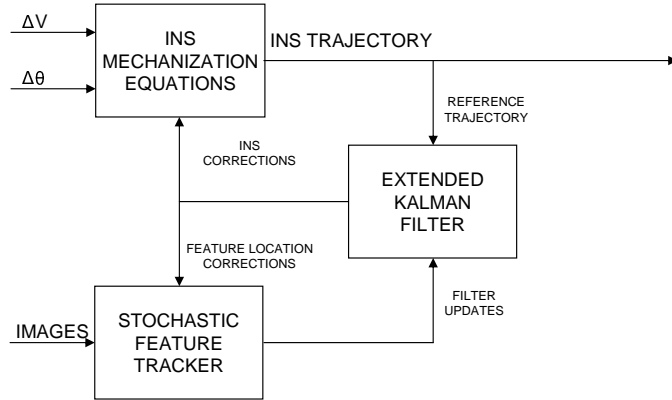 ΔV
Δθ
INS
MECHANIZATION
EQUATIONS
INS TRAJECTORY
REFERENCE
TRAJECTORY
INS
CORRECTIONS
EXTENDED
KALMAN
FILTER
FEATURE LOCATION
CORRECTIONS
FILTER
UPDATES
IMAGES
STOCHASTIC
FEATURE
TRACKER